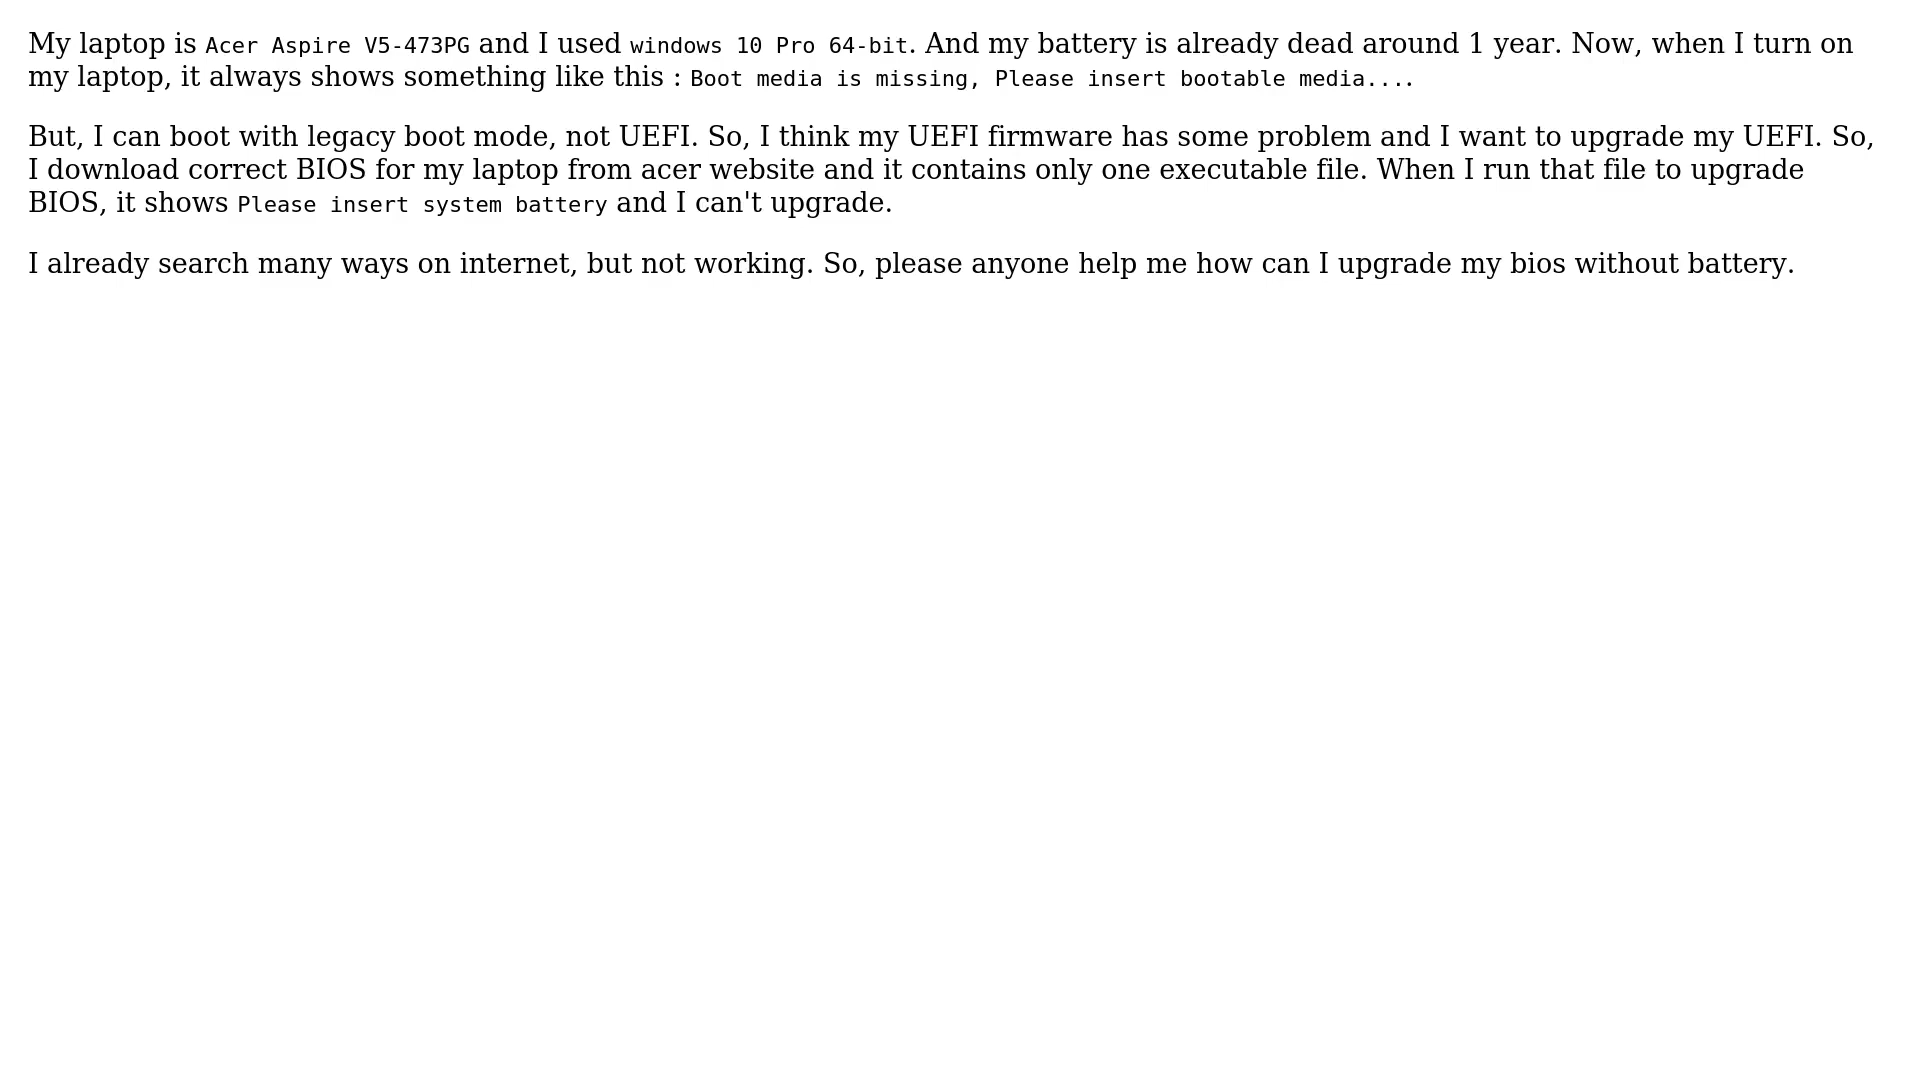 My laptop is Acer Aspire V5-473PG and I used windows 10 Pro 64-bit. And my battery is already dead around 1 year. Now, when I turn on
my laptop, it always shows something like this : Boot media is missing, Please insert bootable media....
But, I can boot with legacy boot mode, not UEFI. So, I think my UEFI firmware has some problem and I want to upgrade my UEFI. So,
I download correct BIOS for my laptop from acer website and it contains only one executable file. When I run that file to upgrade
BIOS, it shows Please insert system battery and I can't upgrade.
I already search many ways on internet, but not working. So, please anyone help me how can I upgrade my bios without battery.